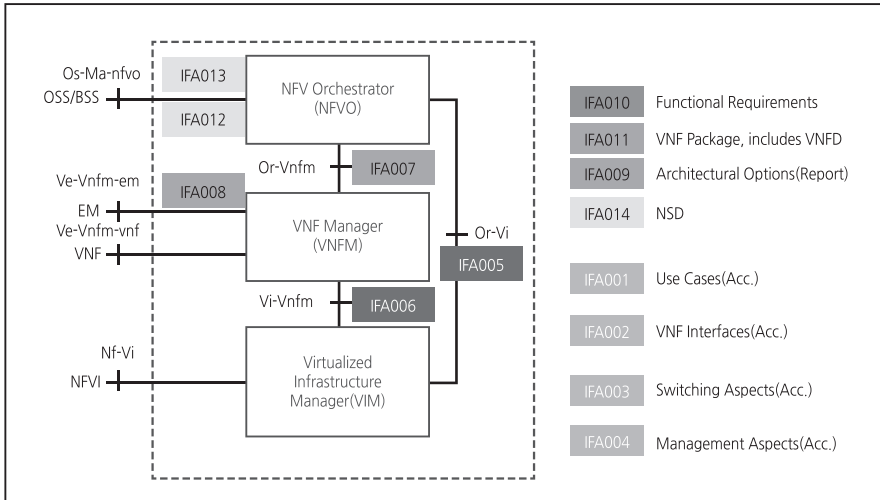 Os-Ma-nfvo
OSS/BSS
IFA013
IFA012
NFV Orchestrator
(NFVO)
Or-Vnfm
IFA007
Ve-Vnfm-em
EM
IFA008
Ve-Vnfm-vnf
VNF
VNF Manager
(VNFM)
Or-Vi
IFA005
Vi-Vnfm
IFA006
Nf-Vi
NFVI
Virtualized
Infrastructure
Manager(VIM)
IFA010 Functional Requirements
IFA011 VNF Package, includes VNFD
IFA009 Architectural Options(Report)
IFA014 NSD
IFA001 Use Cases(Acc.)
IFA002 VNF Interfaces(Acc.)
IFA003 Switching Aspects(Acc.)
IFA004 Management Aspects(Acc.)